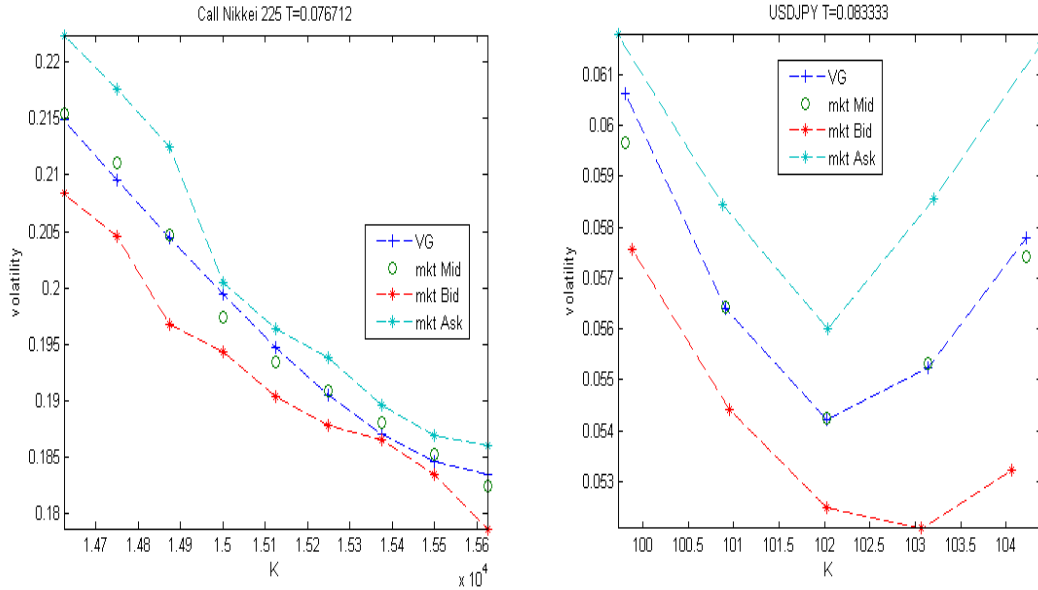 Call Nikkei 225 T=0.076712
0.22
0.215
0.21
0.205
0.2
0.195
0.19
0.185
0.18
volatility
VG
mkt Mid
mkt Bid
mkt Ask
1.47 1.48 1.49 1.5 1.51 1.52 1.53 1.54 1.55 1.56
K
x 10^4
USDJPY T=0.083333
0.061
0.06
0.059
0.058
0.057
0.056
0.055
0.054
0.053
volatility
VG
mkt Mid
mkt Bid
mkt Ask
100 100.5 101 101.5 102 102.5 103 103.5 104
K